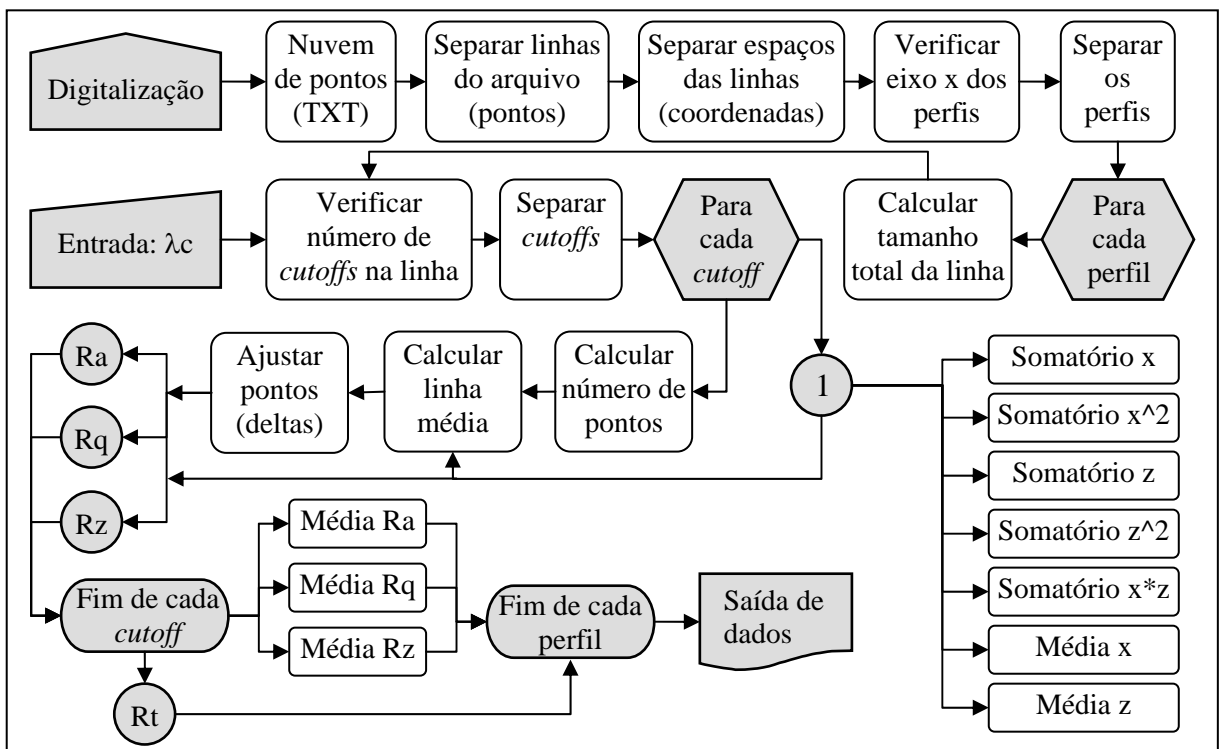 Digitalização
Nuvem
de pontos
(TXT)
Separar linhas
do arquivo
(pontos)
Separar espaços
das linhas
(coordenadas)
Verificar
eixo x dos
perfis
Separar
os
perfis
Entrada: λc
Verificar
número de
cutoffs na linha
Separar
cutoffs
Para
cada
cutoff
Calcular
tamanho
total da linha
Para
cada
perfil
Ra
Rq
Rz
Ajustar
pontos
(deltas)
Calcular
linha
média
Calcular
número de
pontos
1
Somatório x
Somatório x^2
Somatório z
Somatório z^2
Somatório x*z
Média x
Média z
Fim de cada
cutoff
Média Ra
Média Rq
Média Rz
Fim de cada
perfil
Saída de
dados
Rt